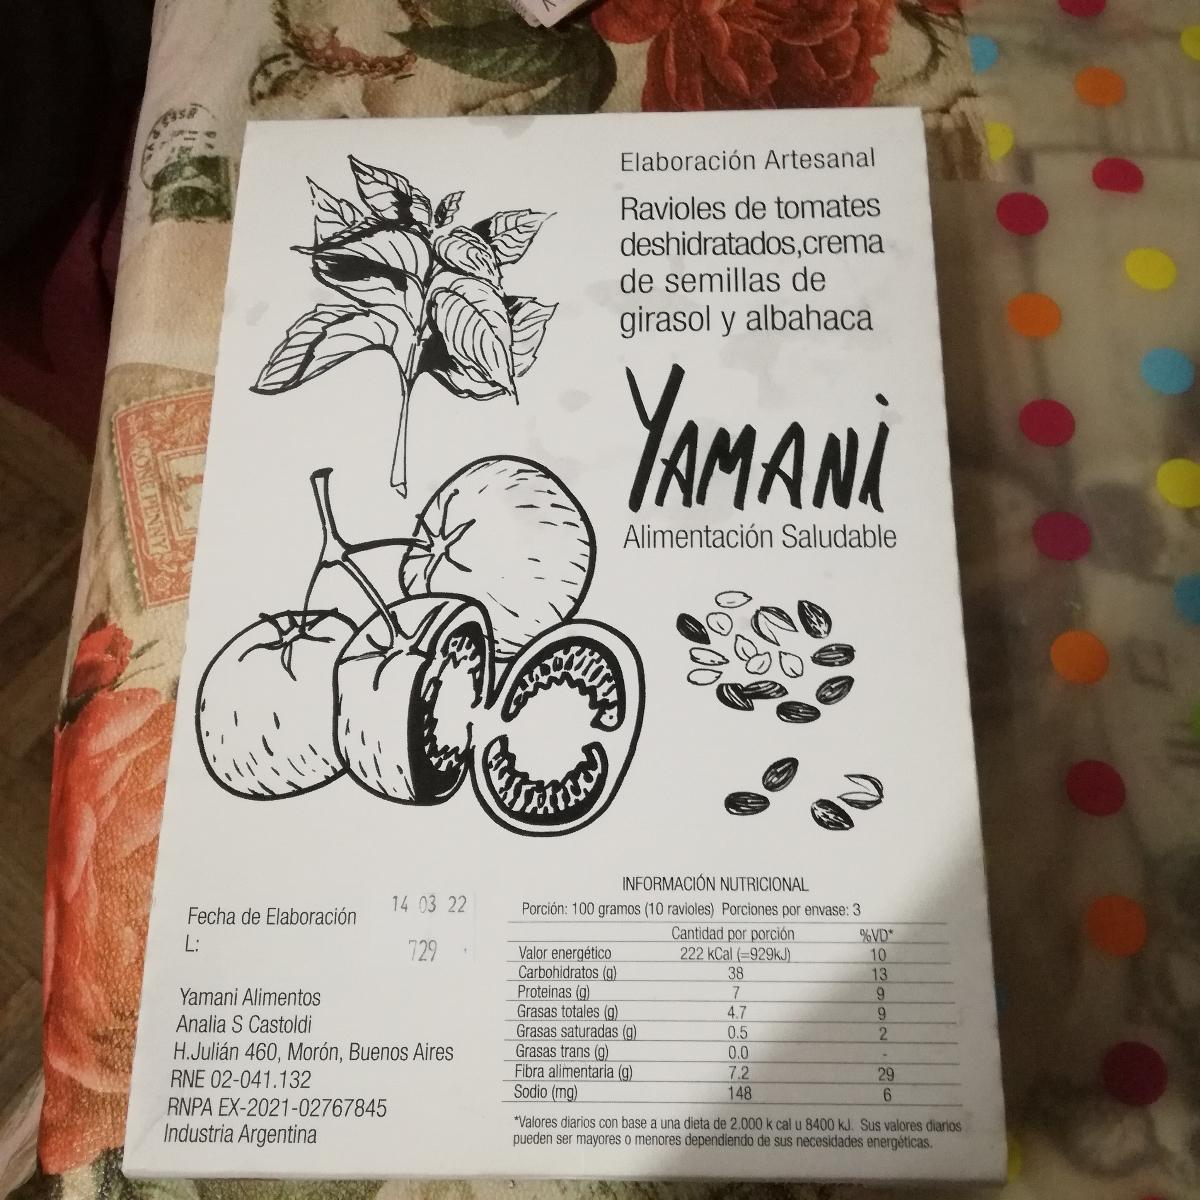 Elaboración Artesanal
Ravioles de tomates
deshidratados,crema
de semillas de
girasol y albahaca
YAMANi
Alimentación Saludable
Fecha de Elaboración 14 03 22
L: 729
Yamani Alimentos
Analia S Castoldi
H.Julián 460, Morón, Buenos Aires
RNE 02-041.132
RNPA EX-2021-02767845
Industria Argentina
INFORMACIÓN NUTRICIONAL
Porción: 100 gramos (10 ravioles) Porciones por envase: 3
Cantidad por porción %VD*
Valor energético 222 kCal (=929kJ) 10
Carbohidratos (g) 38 13
Proteinas (g) 7 9
Grasas totales (g) 4.7 9
Grasas saturadas (g) 0.5 2
Grasas trans (g) 0.0 -
Fibra alimentaria (g) 7.2 29
Sodio (mg) 148 6
*Valores diarios con base a una dieta de 2.000 k cal u 8400 kJ. Sus valores diarios
pueden ser mayores o menores dependiendo de sus necesidades energéticas.
ONE PENNY